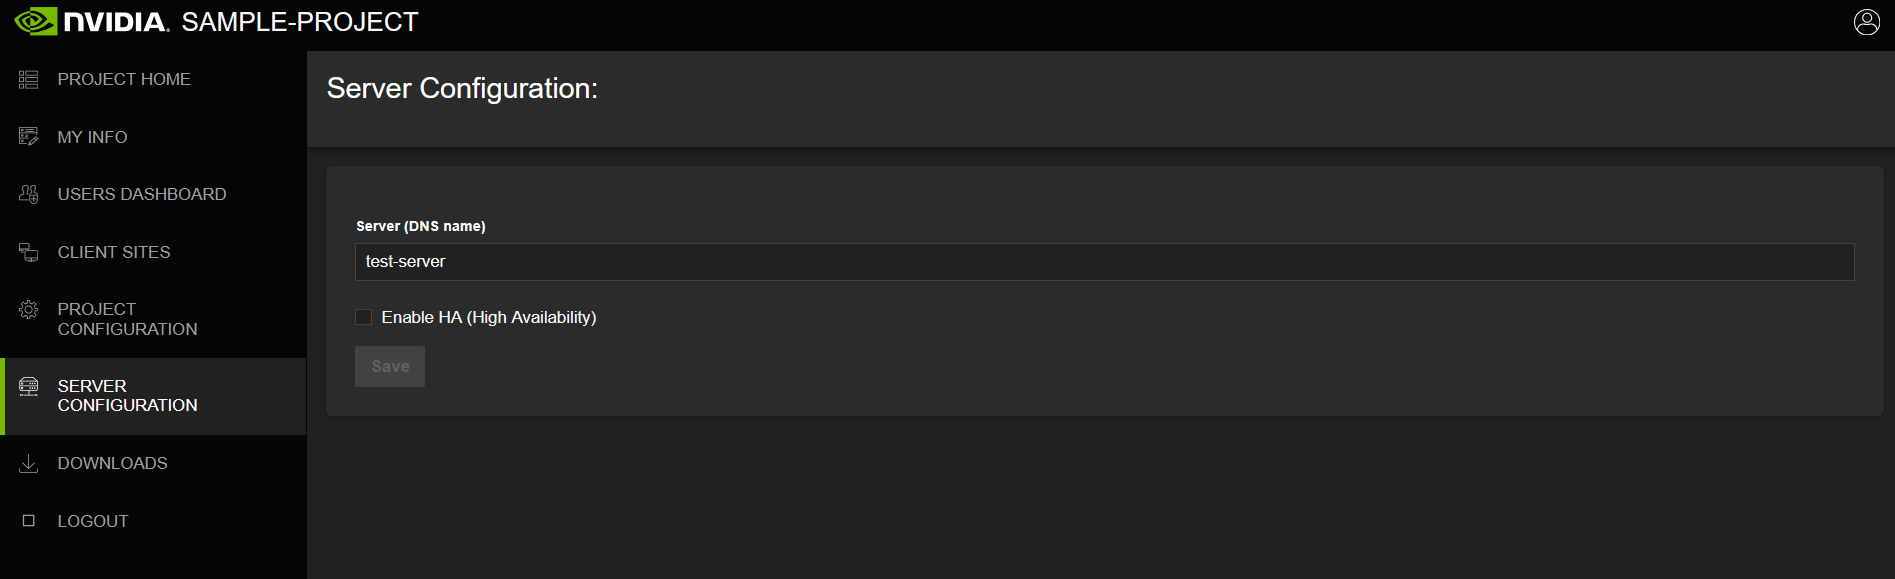 NVIDIA. SAMPLE-PROJECT
PROJECT HOME
MY INFO
USERS DASHBOARD
CLIENT SITES
PROJECT
CONFIGURATION
SERVER
CONFIGURATION
DOWNLOADS
LOGOUT
Server Configuration:
Server (DNS name)
test-server
Enable HA (High Availability)
Save